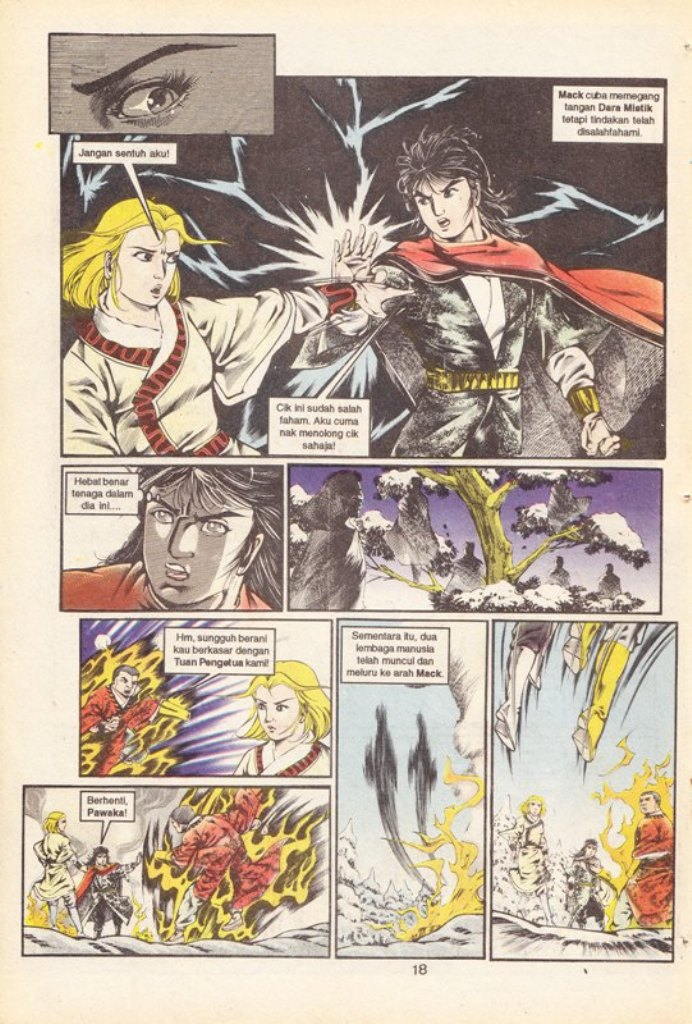 Mack cuba memegang
tangan Dara Mistik
tetapi tindakan telah
disalahfahami.
Jangan sentuh aku!
Cik ini sudah salah
faham. Aku cuma
nak menolong cik
sahaja!
Hebat benar
tenaga dalam
dia ini....
Hm, sungguh berani
kau berkasar dengan
Tuan Pengetua kami!
Berhenti,
Pawaka!
Sementara itu, dua
lembaga manusia
telah muncul dan
meluru ke arah Mack.
18